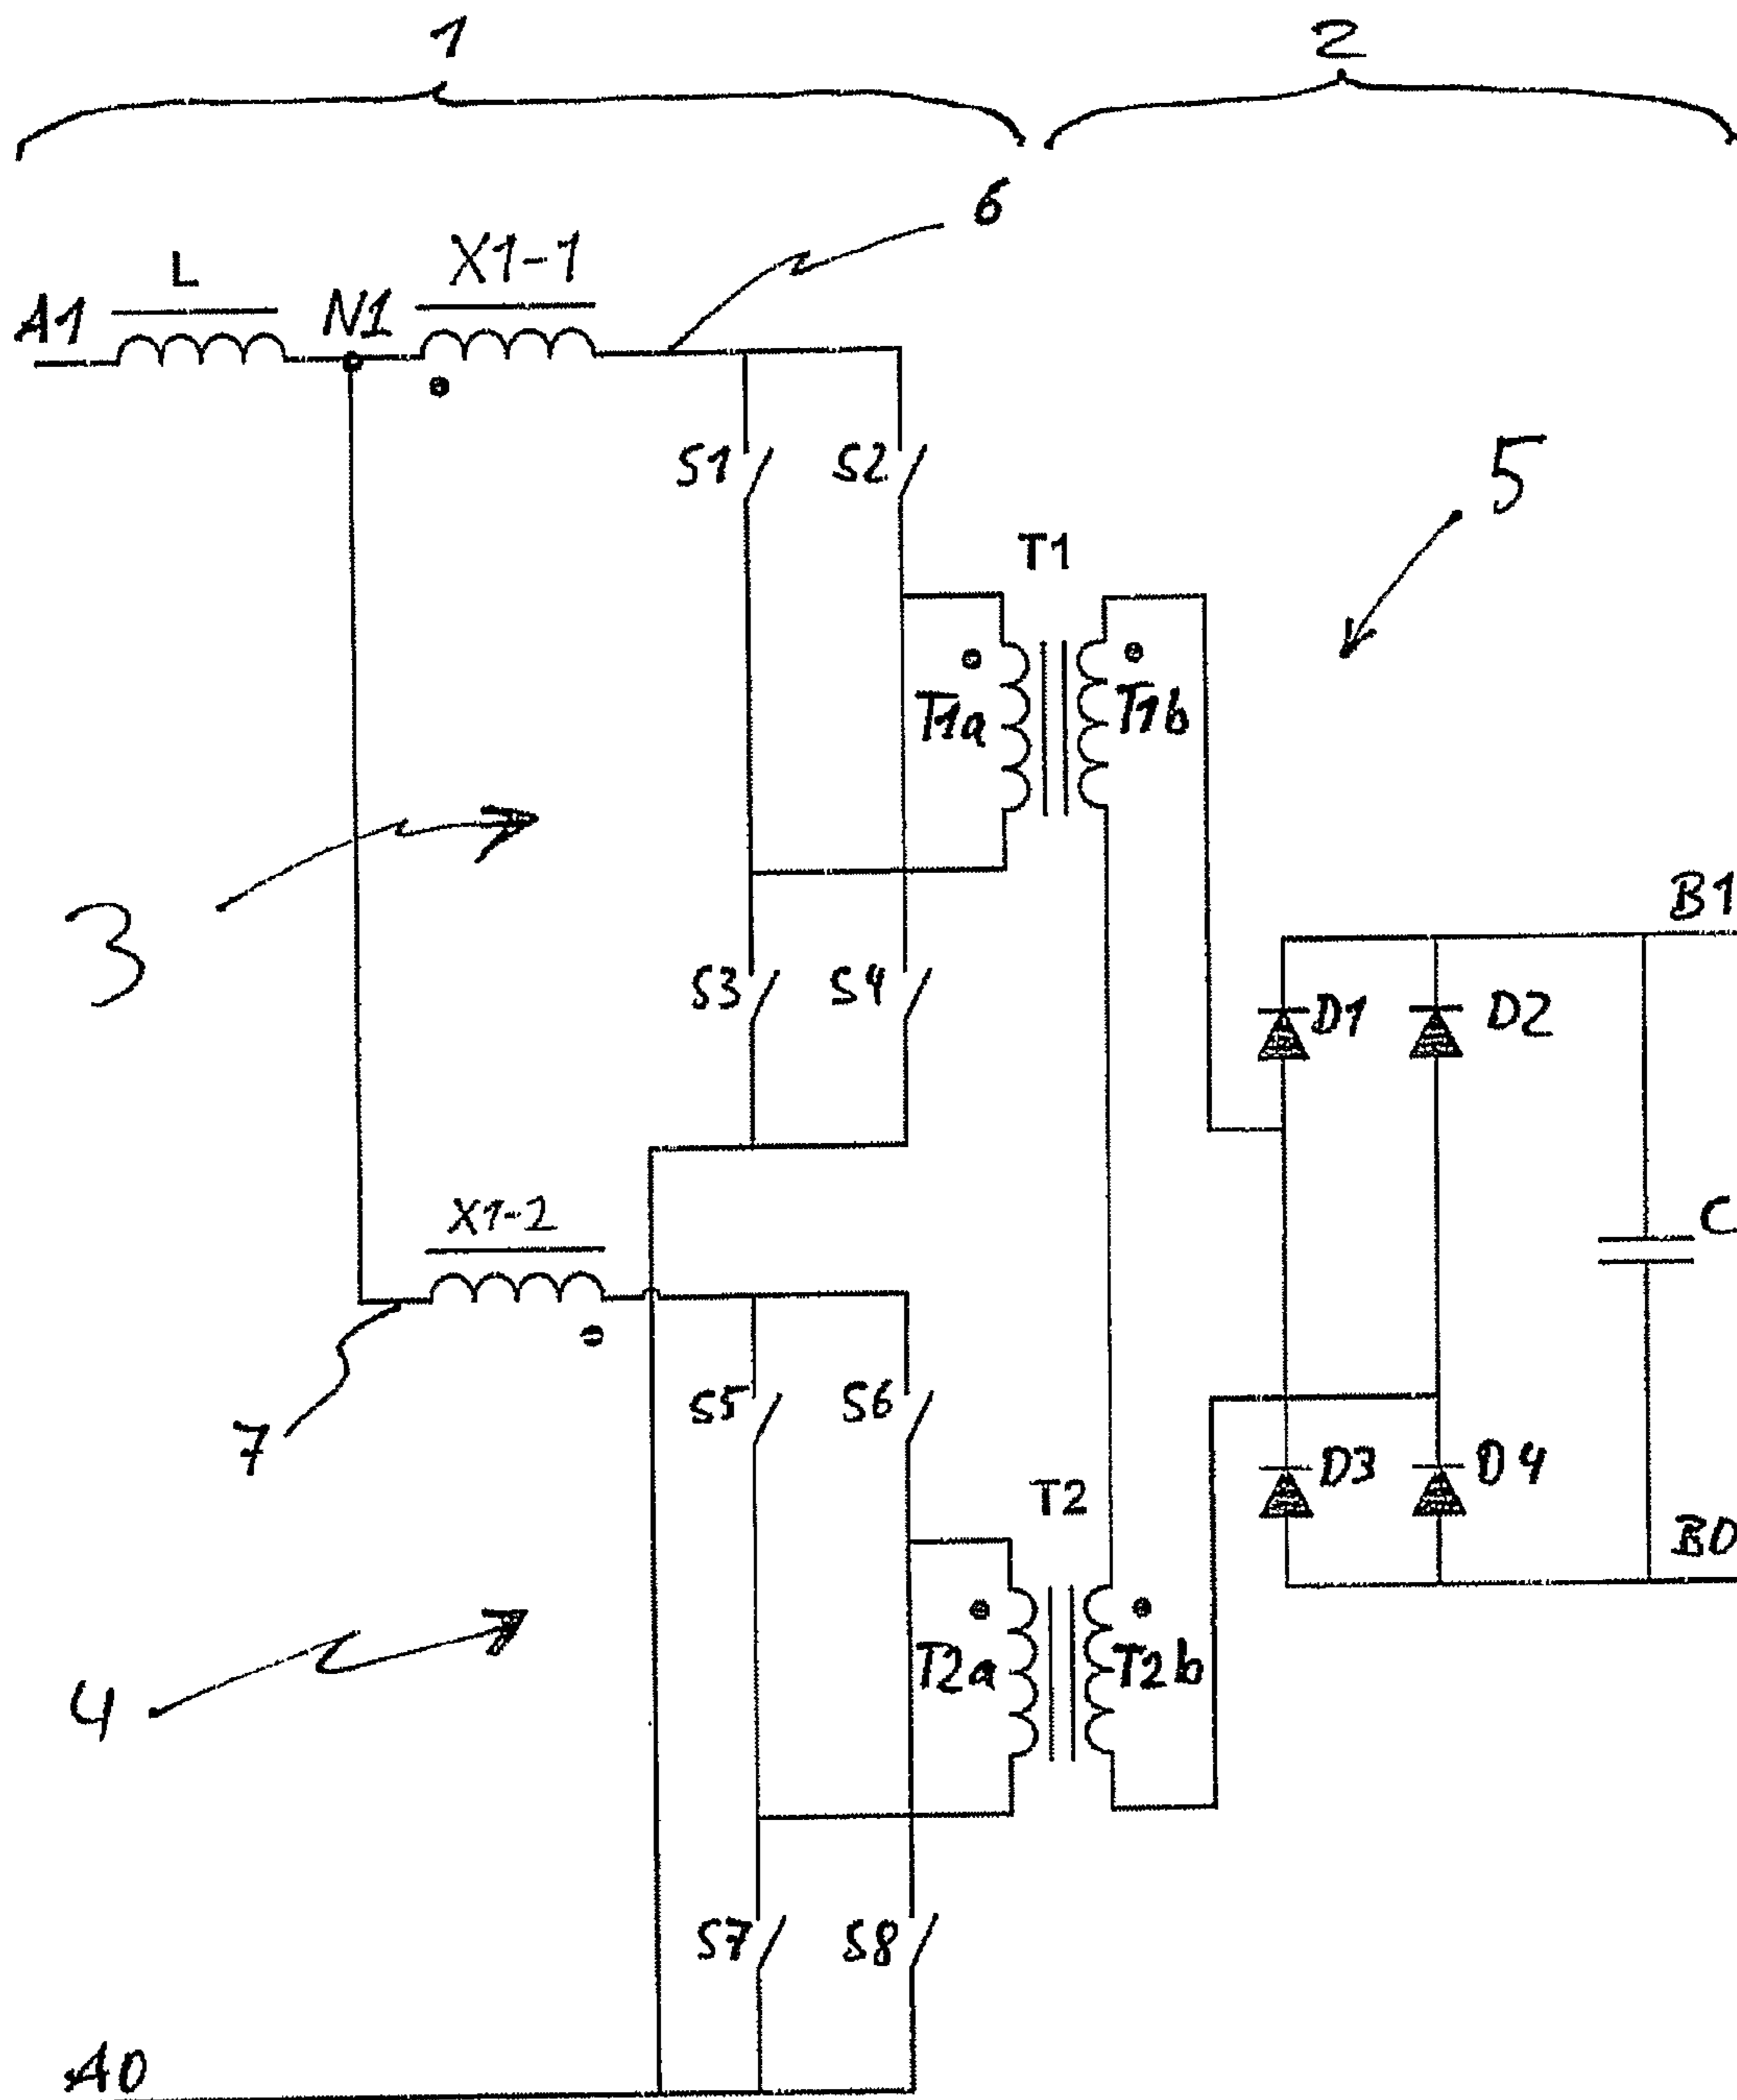 1
2
6
L
X1-1
A1
N1
S1
S2
5
T1
T1a
T1b
3
B1
S3
S4
D1
D2
X1-2
C
7
S5
S6
D3
D4
T2
B0
4
T2a
T2b
S7
S8
A0